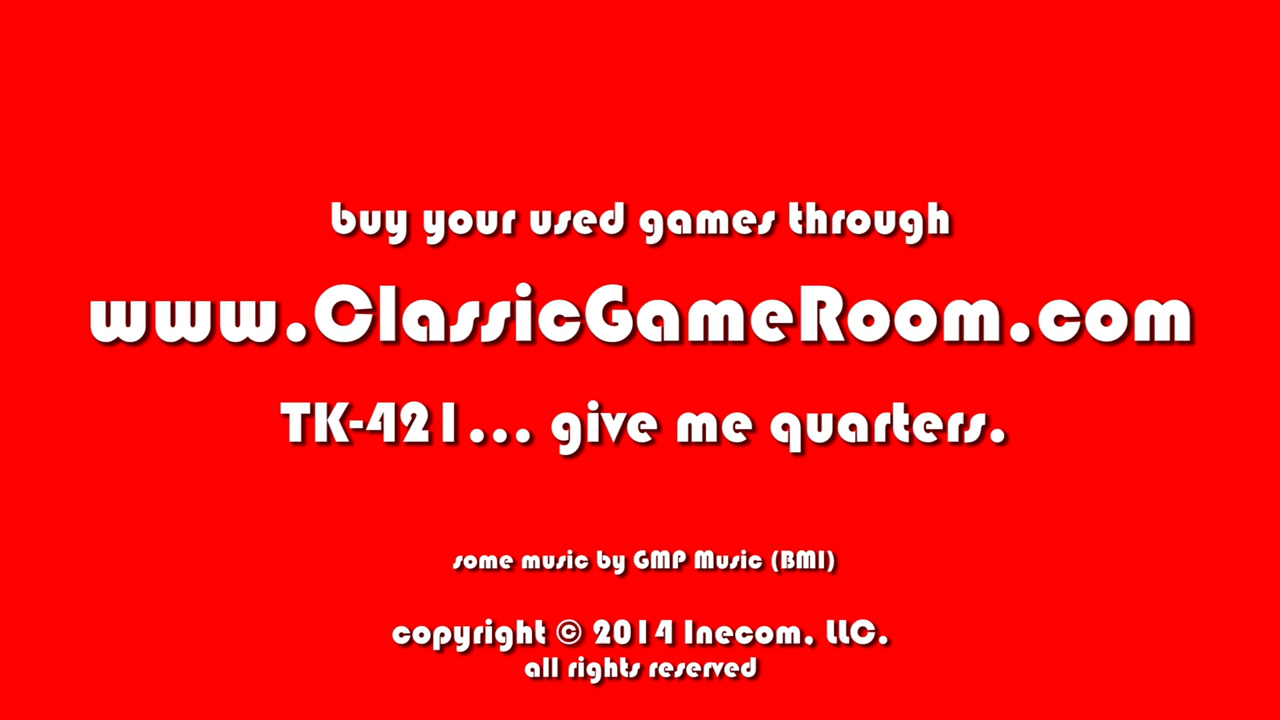 buy your used games through
www.ClassicGameRoom.com
TK-421... give me quarters.
some music by GMP Music (BMI)
copyright © 2014 Inecom, LLC.
all rights reserved